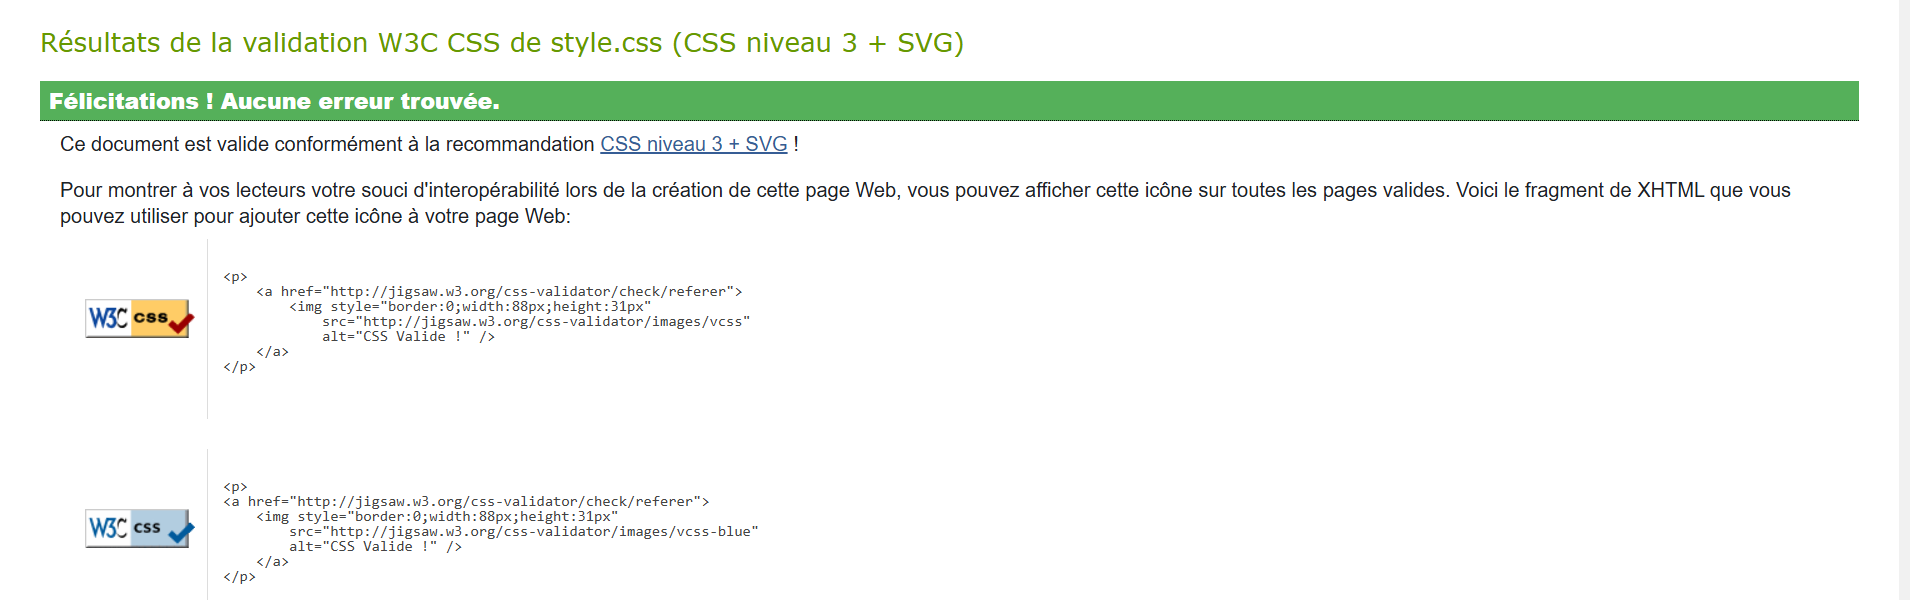 Résultats de la validation W3C CSS de style.css (CSS niveau 3 + SVG)
Félicitations ! Aucune erreur trouvée.
Ce document est valide conformément à la recommandation CSS niveau 3 + SVG !
Pour montrer à vos lecteurs votre souci d'interopérabilité lors de la création de cette page Web, vous pouvez afficher cette icône sur toutes les pages valides. Voici le fragment de XHTML que vous
pouvez utiliser pour ajouter cette icône à votre page Web:
W3C css
<p>
    <a href="http://jigsaw.w3.org/css-validator/check/referer">
        <img style="border:0;width:88px;height:31px"
            src="http://jigsaw.w3.org/css-validator/images/vcss"
            alt="CSS Valide !" />
    </a>
</p>
W3C css
<p>
<a href="http://jigsaw.w3.org/css-validator/check/referer">
    <img style="border:0;width:88px;height:31px"
        src="http://jigsaw.w3.org/css-validator/images/vcss-blue"
        alt="CSS Valide !" />
    </a>
</p>